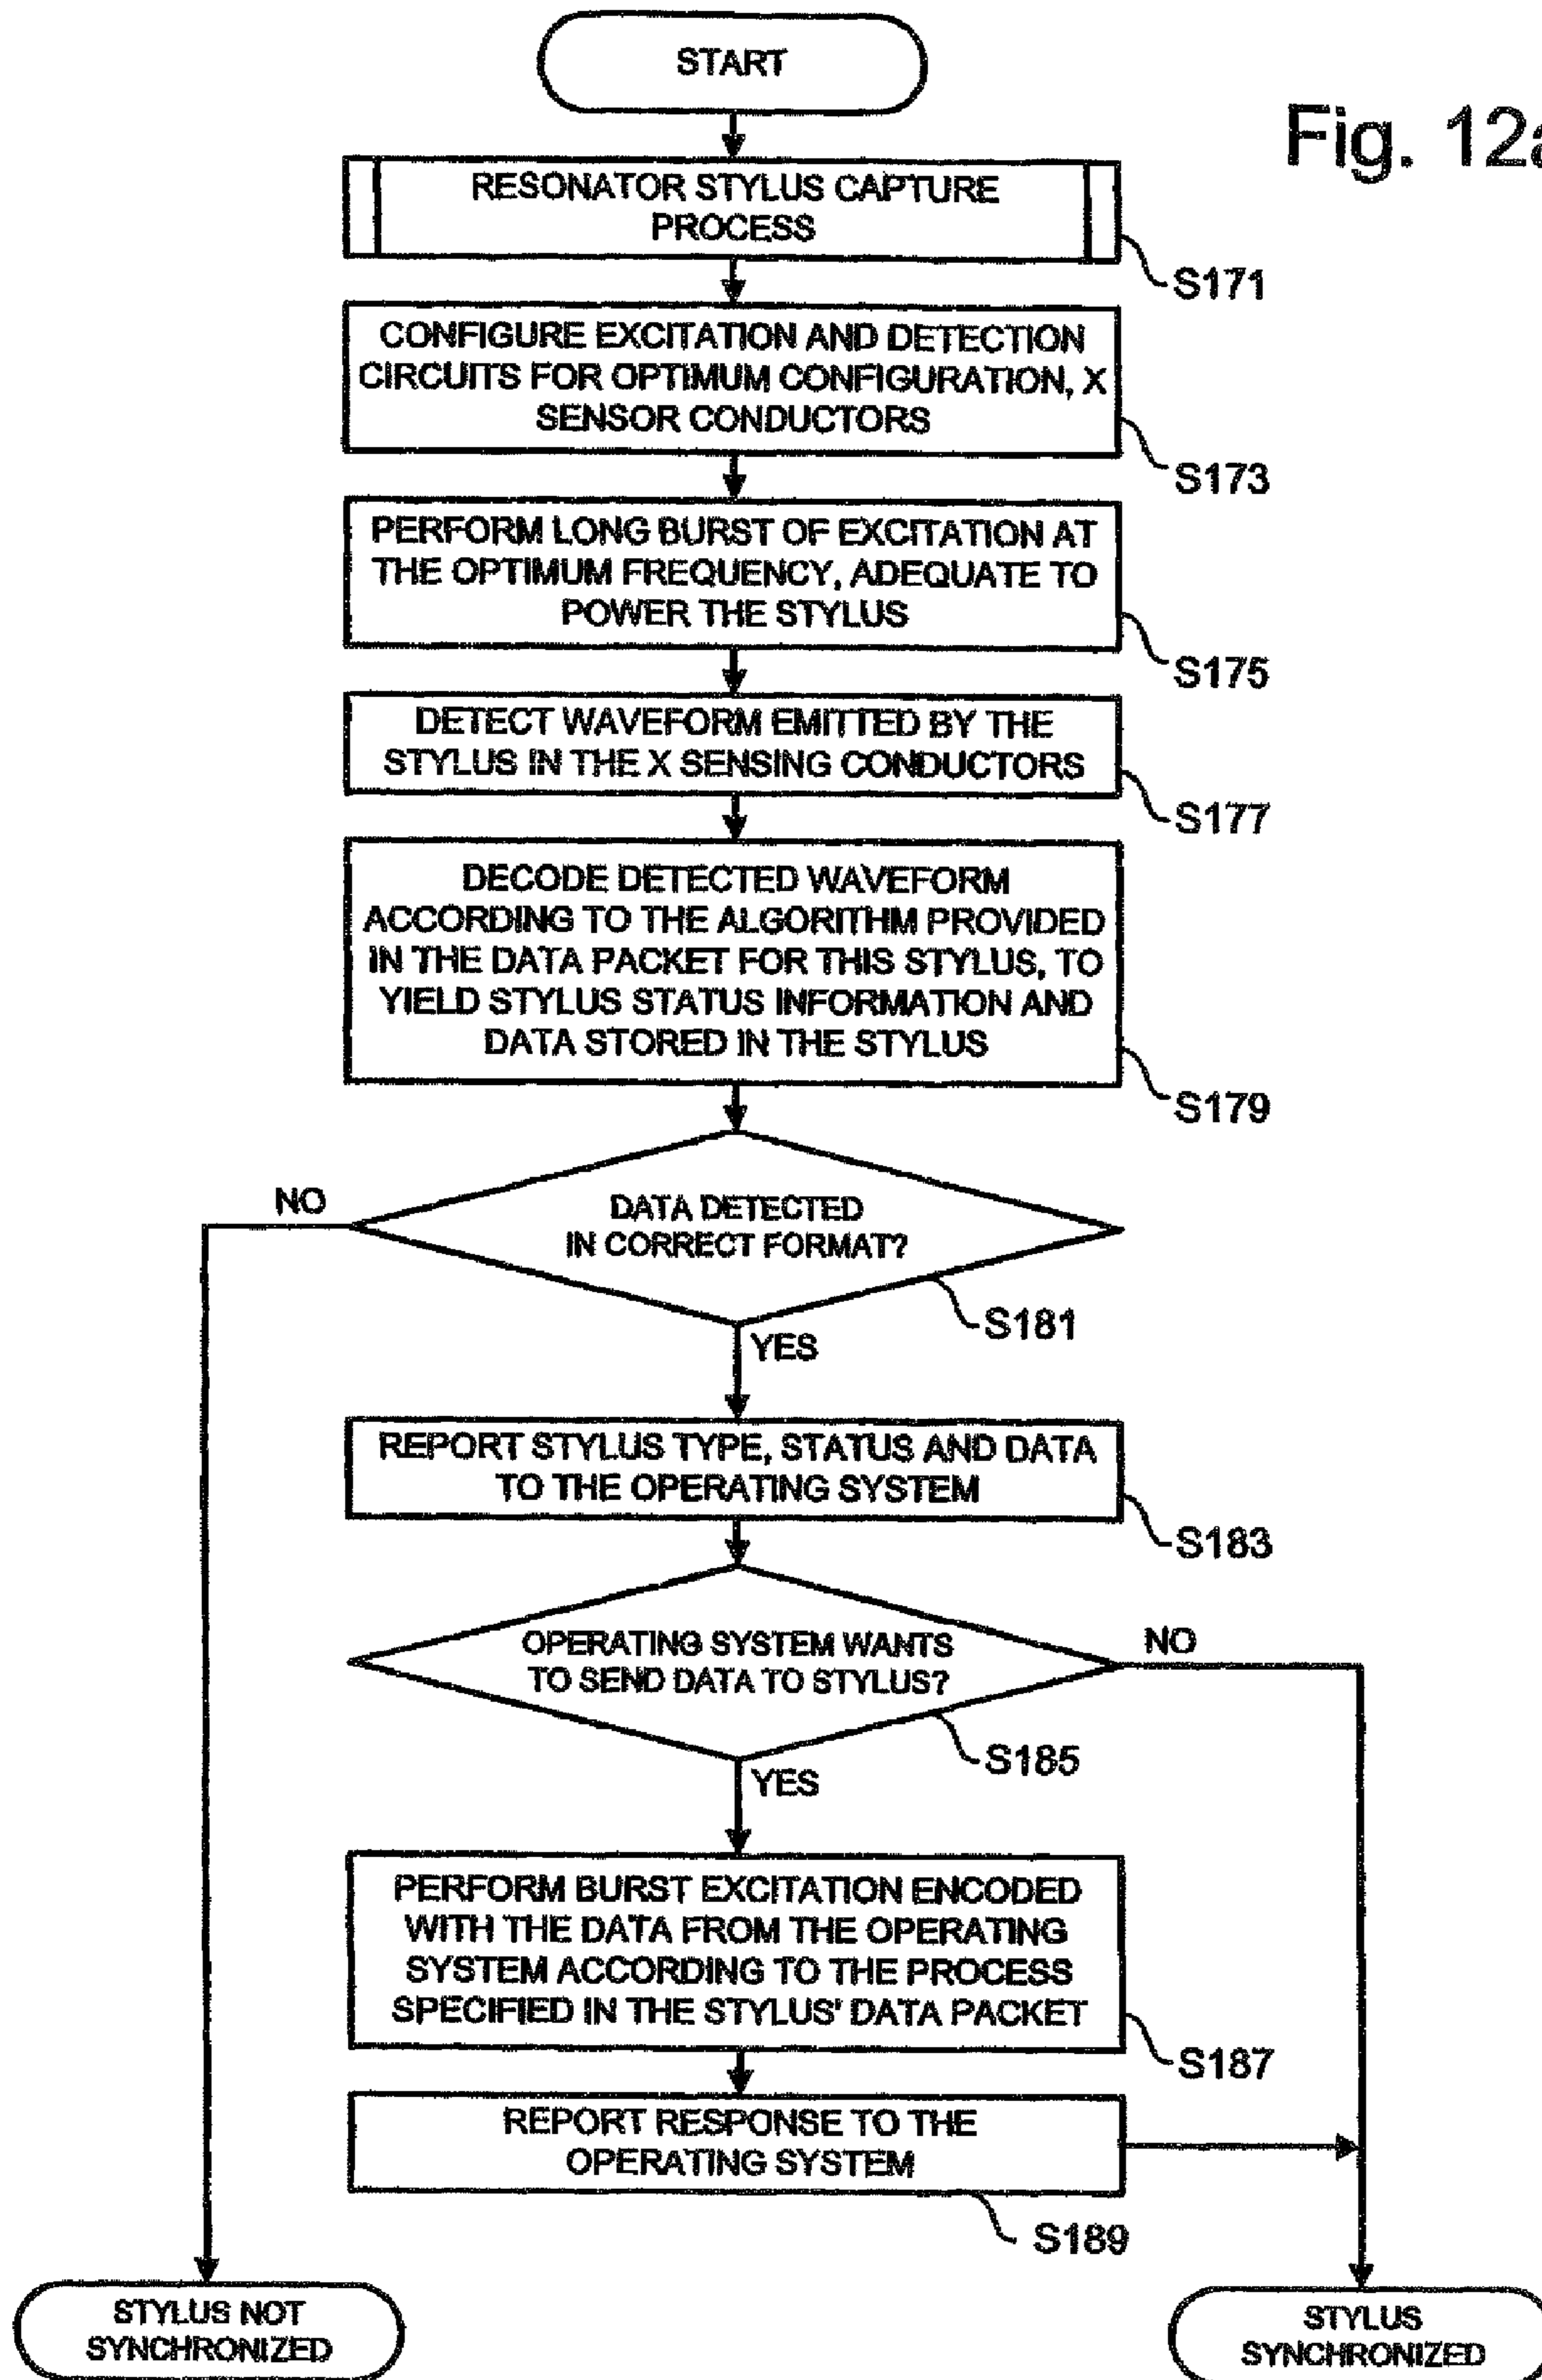 START
Fig. 12a
RESONATOR STYLUS CAPTURE
PROCESS
S171
CONFIGURE EXCITATION AND DETECTION
CIRCUITS FOR OPTIMUM CONFIGURATION, X
SENSOR CONDUCTORS
S173
PERFORM LONG BURST OF EXCITATION AT
THE OPTIMUM FREQUENCY, ADEQUATE TO
POWER THE STYLUS
S175
DETECT WAVEFORM EMITTED BY THE
STYLUS IN THE X SENSING CONDUCTORS
S177
DECODE DETECTED WAVEFORM
ACCORDING TO THE ALGORITHM PROVIDED
IN THE DATA PACKET FOR THIS STYLUS, TO
YIELD STYLUS STATUS INFORMATION AND
DATA STORED IN THE STYLUS
S179
NO
DATA DETECTED
IN CORRECT FORMAT?
S181
YES
REPORT STYLUS TYPE, STATUS AND DATA
TO THE OPERATING SYSTEM
S183
OPERATING SYSTEM WANTS
TO SEND DATA TO STYLUS?
NO
S185
YES
PERFORM BURST EXCITATION ENCODED
WITH THE DATA FROM THE OPERATING
SYSTEM ACCORDING TO THE PROCESS
SPECIFIED IN THE STYLUS' DATA PACKET
S187
REPORT RESPONSE TO THE
OPERATING SYSTEM
S189
STYLUS NOT
SYNCHRONIZED
STYLUS
SYNCHRONIZED